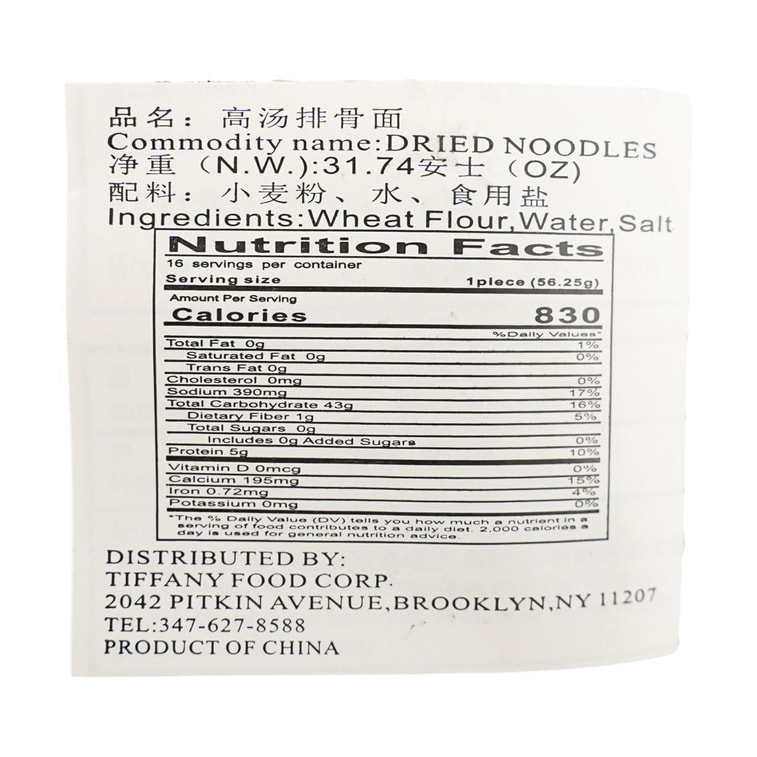 品名：高汤排骨面
Commodity name:DRIED NOODLES
净重（N.W.):31.74安士（OZ)
配料：小麦粉、水、食用盐
Ingredients:Wheat Flour,Water,Salt
Nutrition Facts
16 servings per container
Serving size 1piece (56.25g)
Amount Per Serving
Calories 830
%Daily Values*
Total Fat 0g 1%
Saturated Fat 0g 0%
Trans Fat 0g
Cholesterol 0mg 0%
Sodium 390mg 17%
Total Carbohydrate 43g 16%
Dietary Fiber 1g 5%
Total Sugars 0g
Includes 0g Added Sugars 0%
Protein 5g 10%
Vitamin D 0mcg 0%
Calcium 195mg 15%
Iron 0.72mg 4%
Potassium 0mg 0%
*The % Daily Value (DV) tells you how much a nutrient in a
serving of food contributes to a daily diet. 2,000 calories a
day is used for general nutrition advice.
DISTRIBUTED BY:
TIFFANY FOOD CORP.
2042 PITKIN AVENUE,BROOKLYN,NY 11207
TEL:347-627-8588
PRODUCT OF CHINA